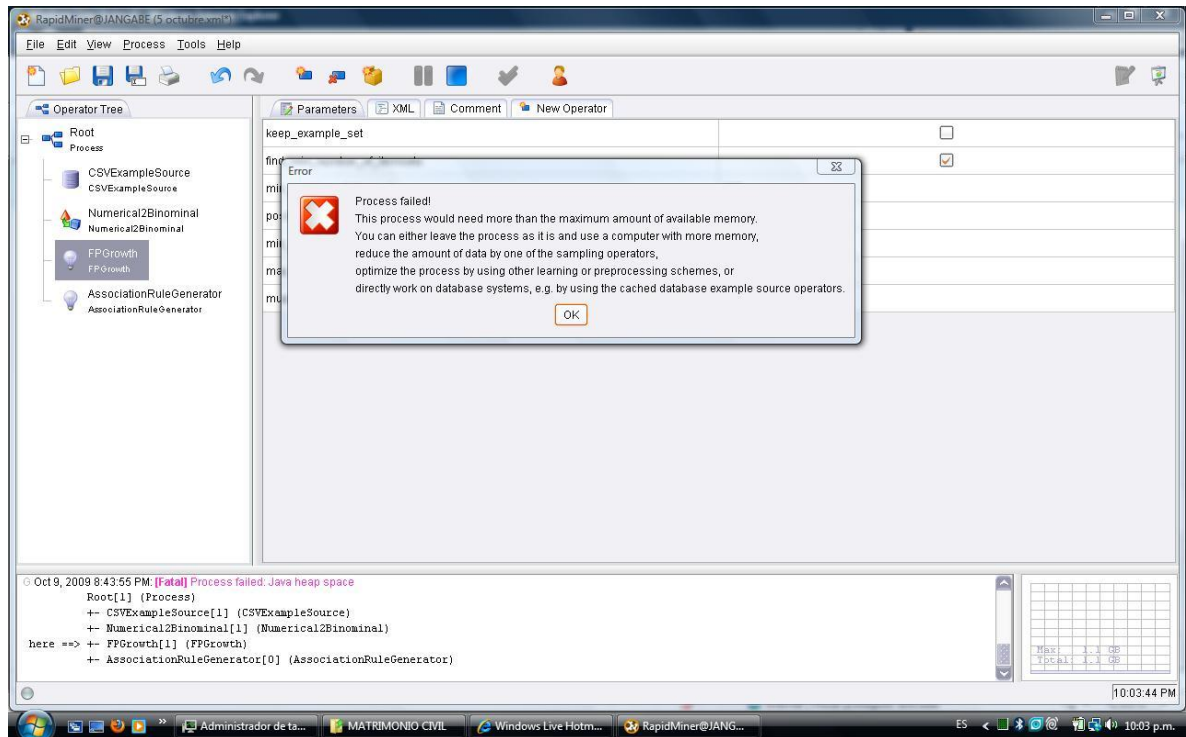 RapidMiner@JANGABE (5 octubre.xml*)
File Edit View Process Tools Help
Operator Tree
Parameters XML Comment New Operator
Root
Process
CSVExampleSource
CSVExampleSource
Numerical2Binominal
Numerical2Binominal
FPGrowth
FPGrowth
AssociationRuleGenerator
AssociationRuleGenerator
keep_example_set
find
mi
po
mi
ma
mu
Error
Process failed!
This process would need more than the maximum amount of available memory.
You can either leave the process as it is and use a computer with more memory,
reduce the amount of data by one of the sampling operators,
optimize the process by using other learning or preprocessing schemes, or
directly work on database systems, e.g. by using the cached database example source operators.
OK
G Oct 9, 2009 8:43:55 PM: [Fatal] Process failed: Java heap space
Root[1] (Process)
+- CSVExampleSource[1] (CSVExampleSource)
+- Numerical2Binominal[1] (Numerical2Binominal)
here ==> +- FPGrowth[1] (FPGrowth)
+- AssociationRuleGenerator[0] (AssociationRuleGenerator)
Max: 1.1 GB
Total: 1.1 GB
10:03:44 PM
Administrador de ta... MATRIMONIO CIVIL Windows Live Hotm... RapidMiner@JANG... ES 10:03 p.m.